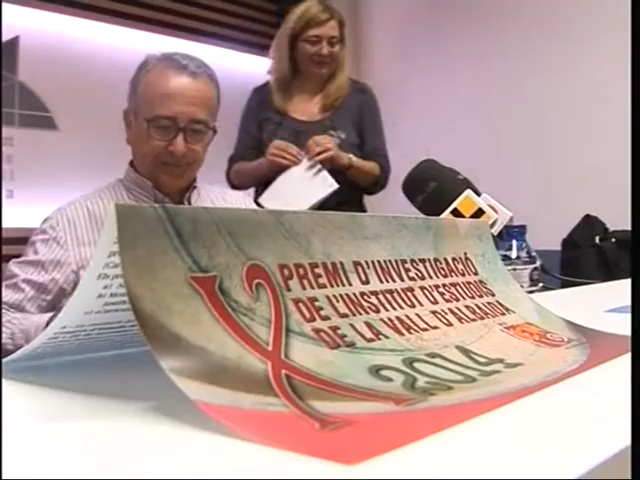 X PREMI D'INVESTIGACIÓ
DE L'INSTITUT D'ESTUDIS
DE LA VALL D'ALBAIDA
2014